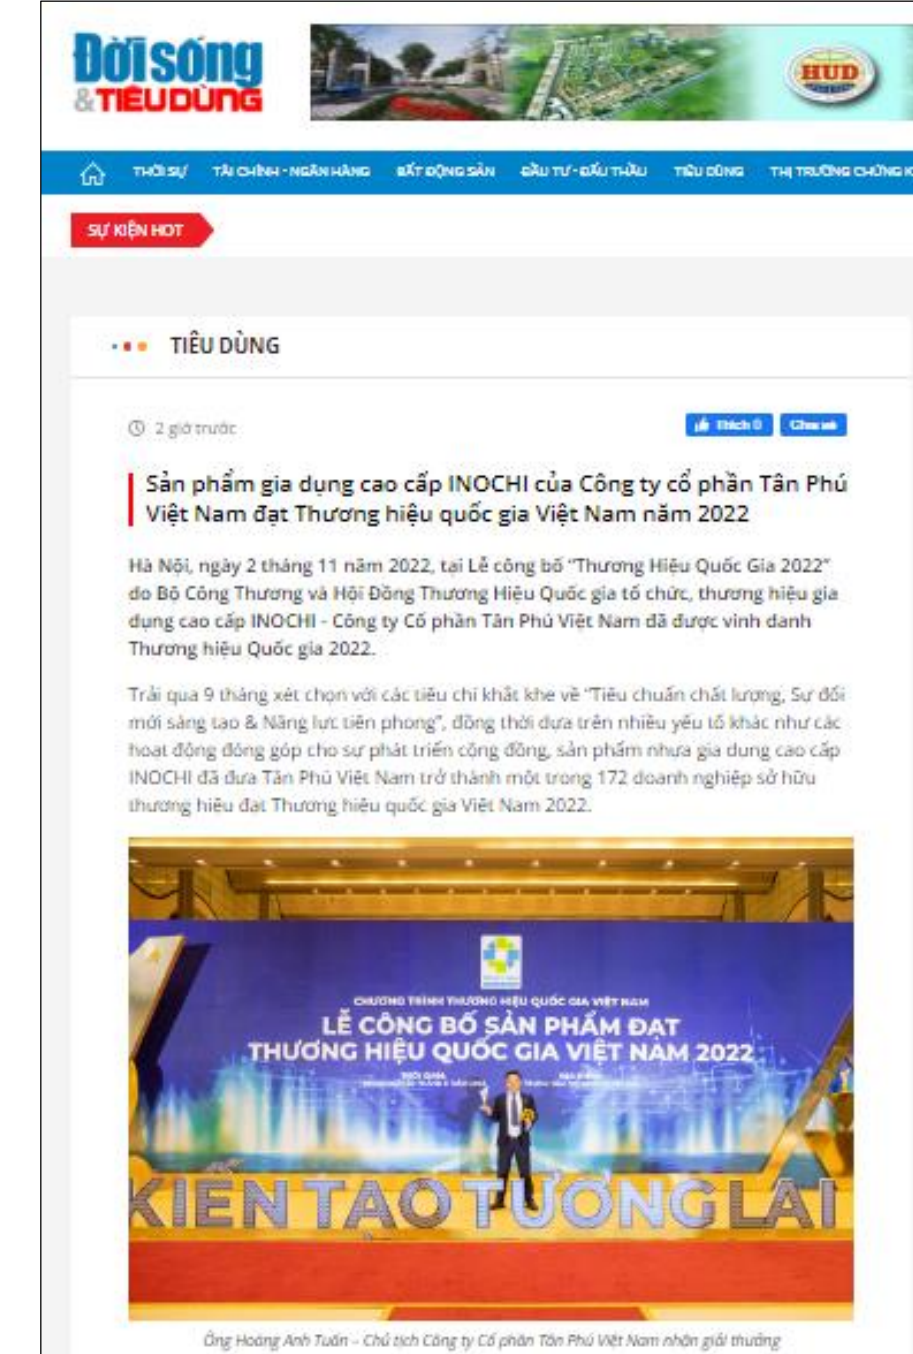 Đời sóng
& TIÊU DÙNG
HUD
THỜI SỰ TÀI CHÍNH - NGÂN HÀNG BẤT ĐỘNG SẢN ĐẦU TƯ - ĐẤU THẦU TIÊU DÙNG THỊ TRƯỜNG CHỨNG K
SỰ KIỆN HOT
TIÊU DÙNG
2 giờ trước
Thích 0 Chia sẻ
Sản phẩm gia dụng cao cấp INOCHI của Công ty cổ phần Tân Phú
Việt Nam đạt Thương hiệu quốc gia Việt Nam năm 2022
Hà Nội, ngày 2 tháng 11 năm 2022, tại Lễ công bố “Thương Hiệu Quốc Gia 2022”
do Bộ Công Thương và Hội Đồng Thương Hiệu Quốc gia tổ chức, thương hiệu gia
dụng cao cấp INOCHI - Công ty Cổ phần Tân Phú Việt Nam đã được vinh danh
Thương hiệu Quốc gia 2022.
Trải qua 9 tháng xét chọn với các tiêu chí khắt khe về “Tiêu chuẩn chất lượng, Sự đổi
mới sáng tạo & Năng lực tiên phong”, đồng thời dựa trên nhiều yếu tố khác như các
hoạt động đóng góp cho sự phát triển cộng đồng, sản phẩm nhựa gia dụng cao cấp
INOCHI đã đưa Tân Phú Việt Nam trở thành một trong 172 doanh nghiệp sở hữu
thương hiệu đạt Thương hiệu quốc gia Việt Nam 2022.
CHƯƠNG TRÌNH THƯƠNG HIỆU QUỐC GIA VIỆT NAM
LỄ CÔNG BỐ SẢN PHẨM ĐẠT
THƯƠNG HIỆU QUỐC GIA VIỆT NAM 2022
KIẾN TẠO TƯƠNG LAI
Ông Hoàng Anh Tuấn – Chủ tịch Công ty Cổ phần Tân Phú Việt Nam nhận giải thưởng